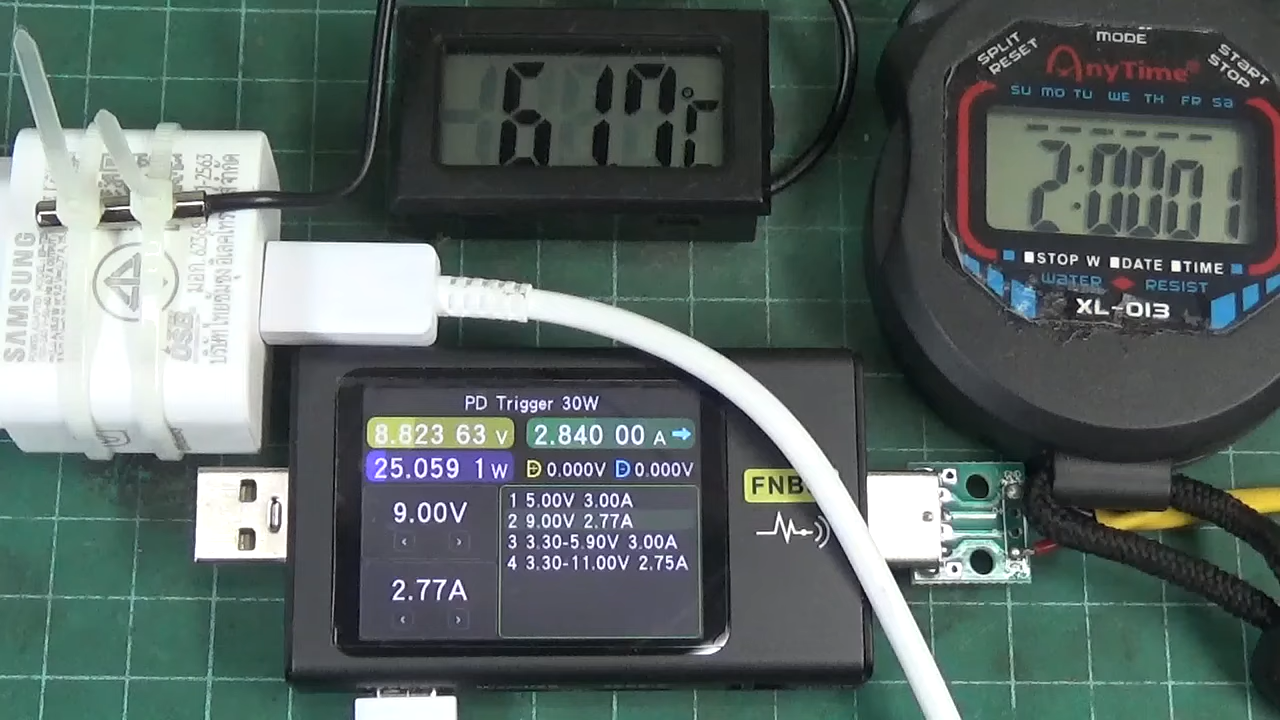 61.7°C
SPLIT
RESET
MODE
START
STOP
AnyTime®
SU MO TU WE TH FR SA
2:00 01
STOP W DATE TIME
WATER RESIST
XL-013
SAMSUNG
PD Trigger 30W
8.823 63 V 2.840 00 A
25.059 1 W D 0.000V D 0.000V
9.00V
2.77A
1 5.00V 3.00A
2 9.00V 2.77A
3 3.30-5.90V 3.00A
4 3.30-11.00V 2.75A
FNB